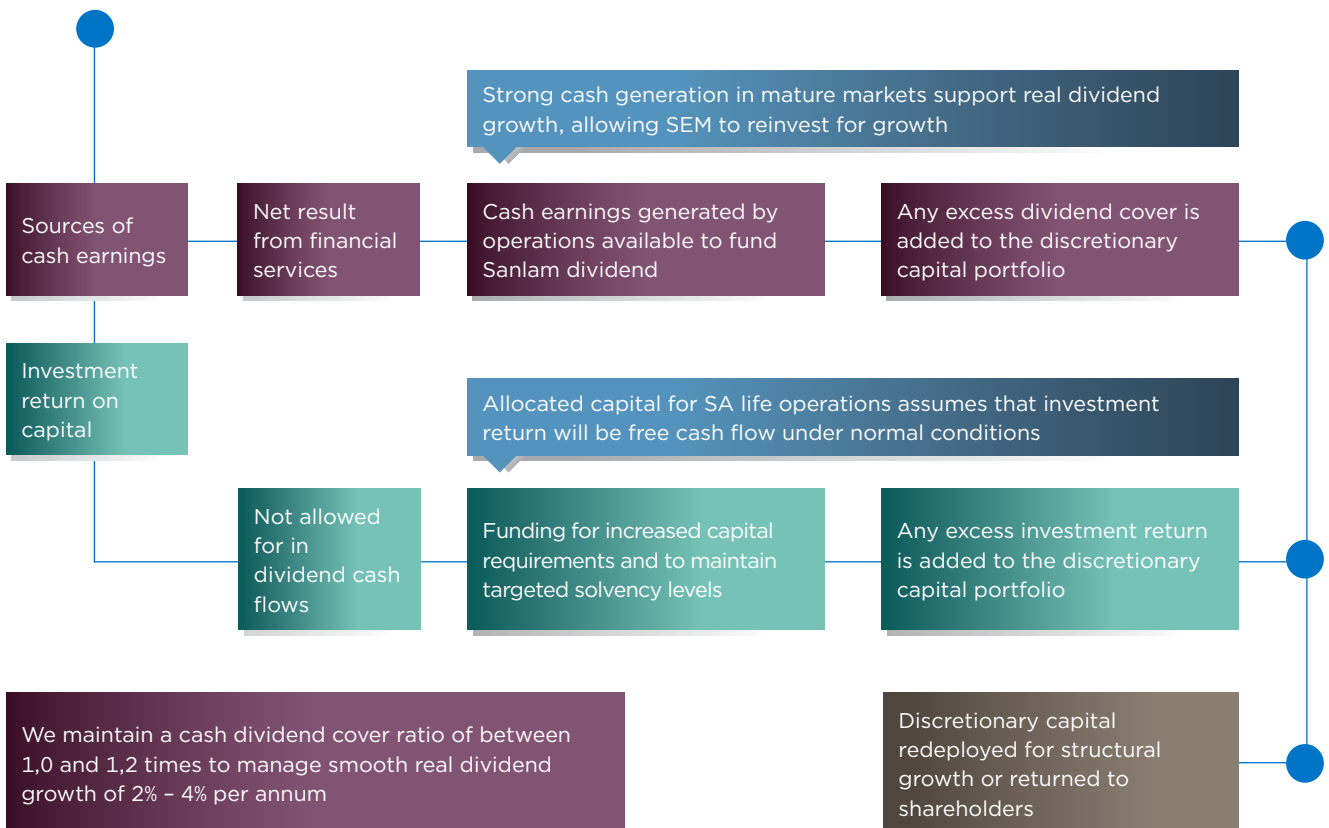 Strong cash generation in mature markets support real dividend
growth, allowing SEM to reinvest for growth
Sources of
cash earnings
Net result
from financial
services
Cash earnings generated by
operations available to fund
Sanlam dividend
Any excess dividend cover is
added to the discretionary
capital portfolio
Investment
return on
capital
Allocated capital for SA life operations assumes that investment
return will be free cash flow under normal conditions
Not allowed
for in
dividend cash
flows
Funding for increased capital
requirements and to maintain
targeted solvency levels
Any excess investment return
is added to the discretionary
capital portfolio
We maintain a cash dividend cover ratio of between
1,0 and 1,2 times to manage smooth real dividend
growth of 2% – 4% per annum
Discretionary capital
redeployed for structural
growth or returned to
shareholders